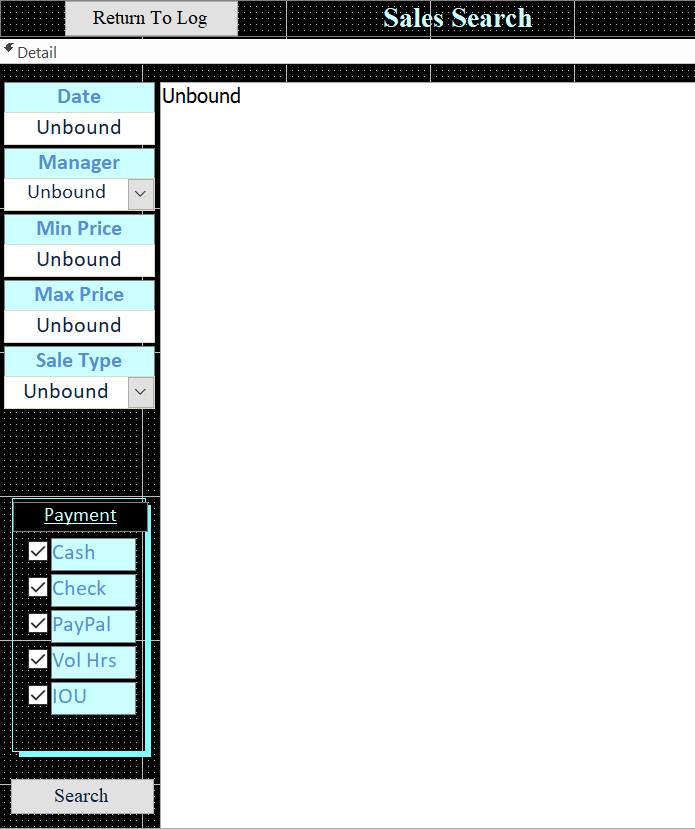 Return To Log
Sales Search
Detail
Date
Unbound
Unbound
Manager
Unbound
Min Price
Unbound
Max Price
Unbound
Sale Type
Unbound
Payment
Cash
Check
PayPal
Vol Hrs
IOU
Search